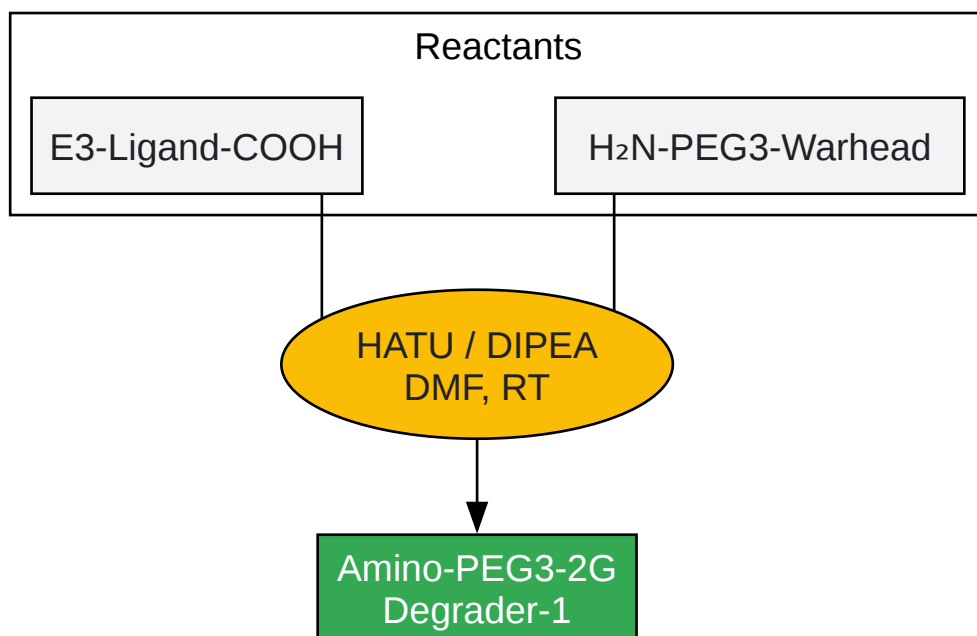 Reactants
E3-Ligand-COOH
H₂N-PEG3-Warhead
HATU / DIPEA
DMF, RT
Amino-PEG3-2G
Degrader-1